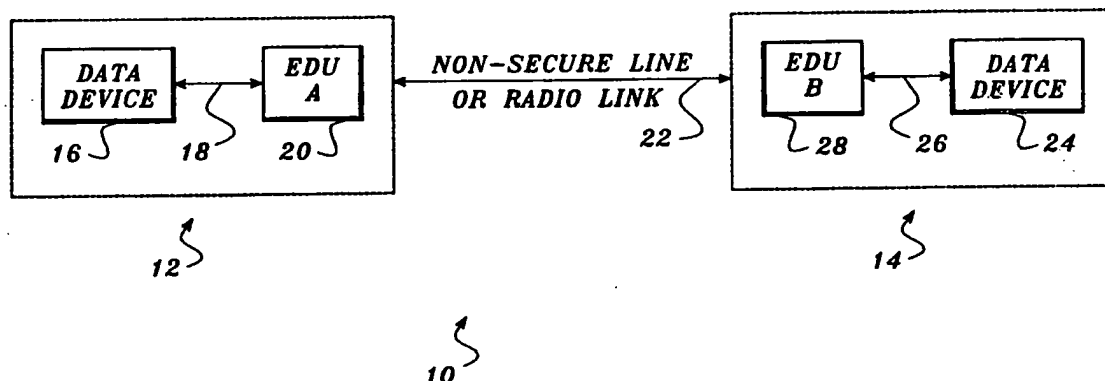 DATA
DEVICE
EDU
A
NON-SECURE LINE
OR RADIO LINK
EDU
B
DATA
DEVICE
16
18
20
22
28
26
24
12
14
10